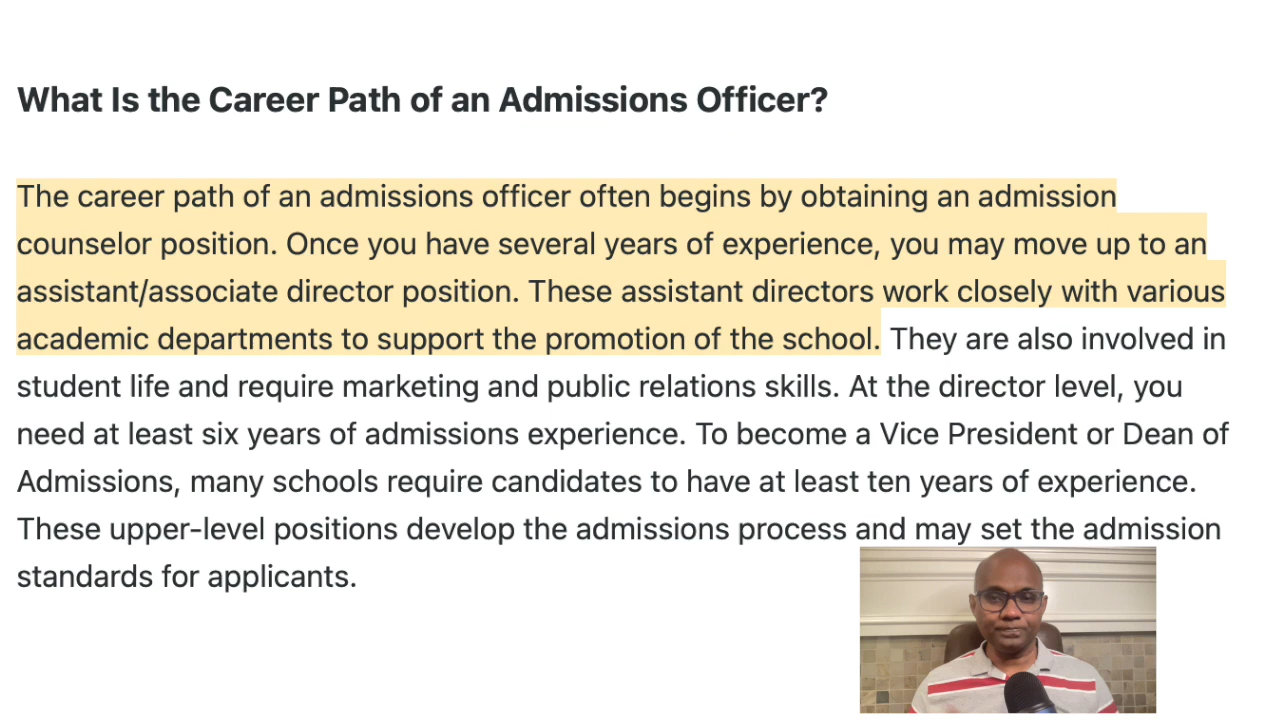 What Is the Career Path of an Admissions Officer?
The career path of an admissions officer often begins by obtaining an admission
counselor position. Once you have several years of experience, you may move up to an
assistant/associate director position. These assistant directors work closely with various
academic departments to support the promotion of the school. They are also involved in
student life and require marketing and public relations skills. At the director level, you
need at least six years of admissions experience. To become a Vice President or Dean of
Admissions, many schools require candidates to have at least ten years of experience.
These upper-level positions develop the admissions process and may set the admission
standards for applicants.